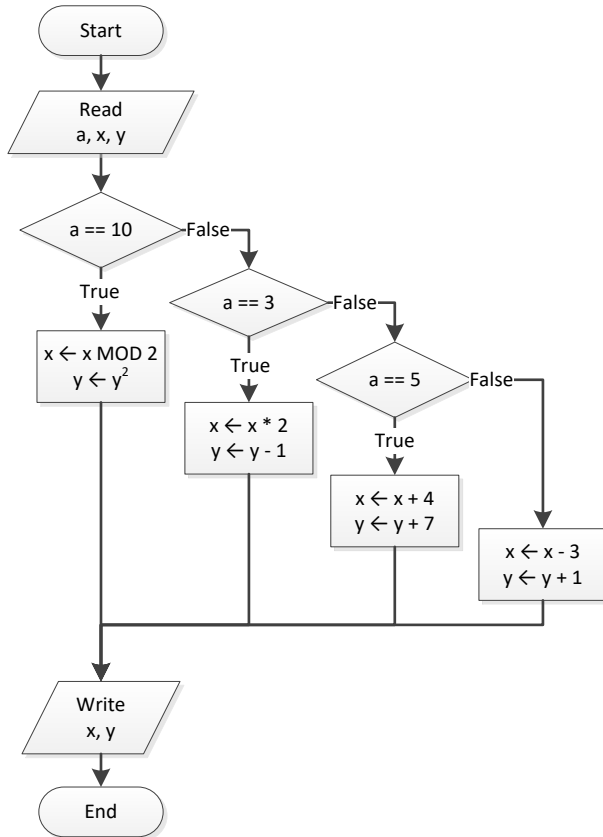 Start
Read
a, x, y
a == 10
False
True
a == 3
False
True
x ← x MOD 2
y ← y²
a == 5
False
True
x ← x * 2
y ← y - 1
x ← x + 4
y ← y + 7
x ← x - 3
y ← y + 1
Write
x, y
End